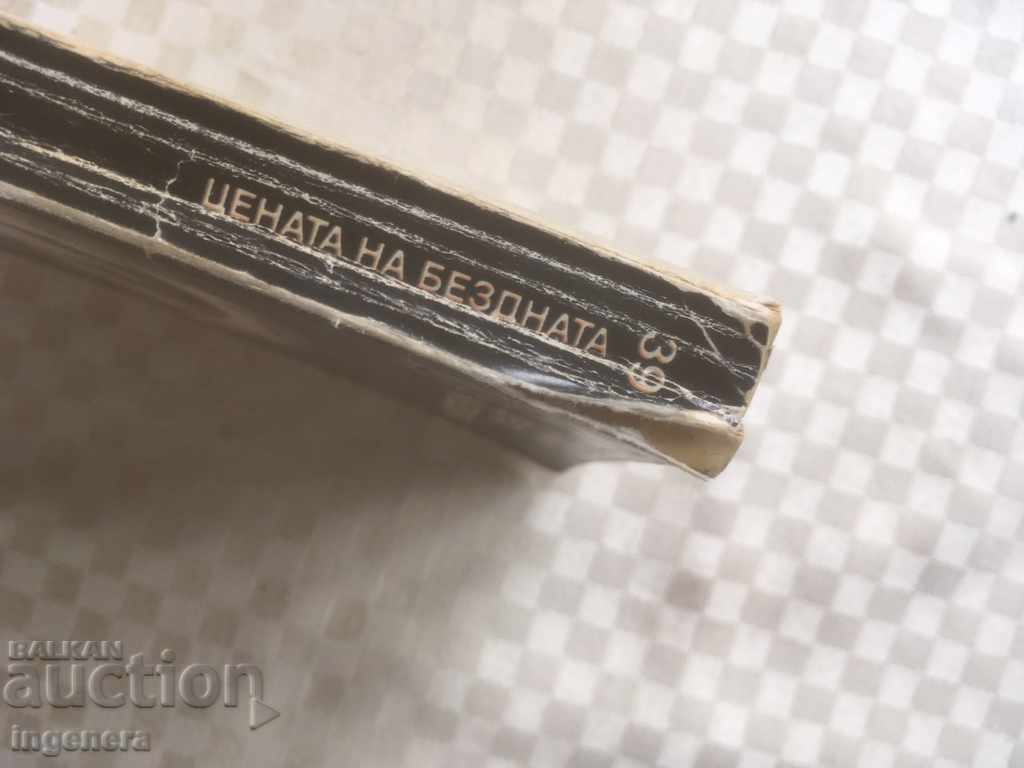 ЦЕНАТА НА БЕЗДНАТА
39
BALKAN
auction
ingenera